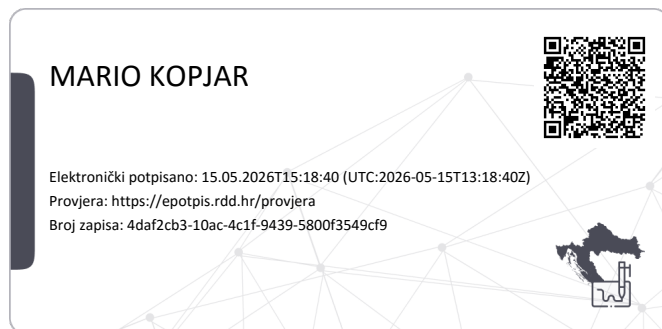 MARIO KOPJAR
Elektronički potpisano: 15.05.2026T15:18:40 (UTC:2026-05-15T13:18:40Z)
Provjera: https://epotpis.rdd.hr/provjera
Broj zapisa: 4daf2cb3-10ac-4c1f-9439-5800f3549cf9